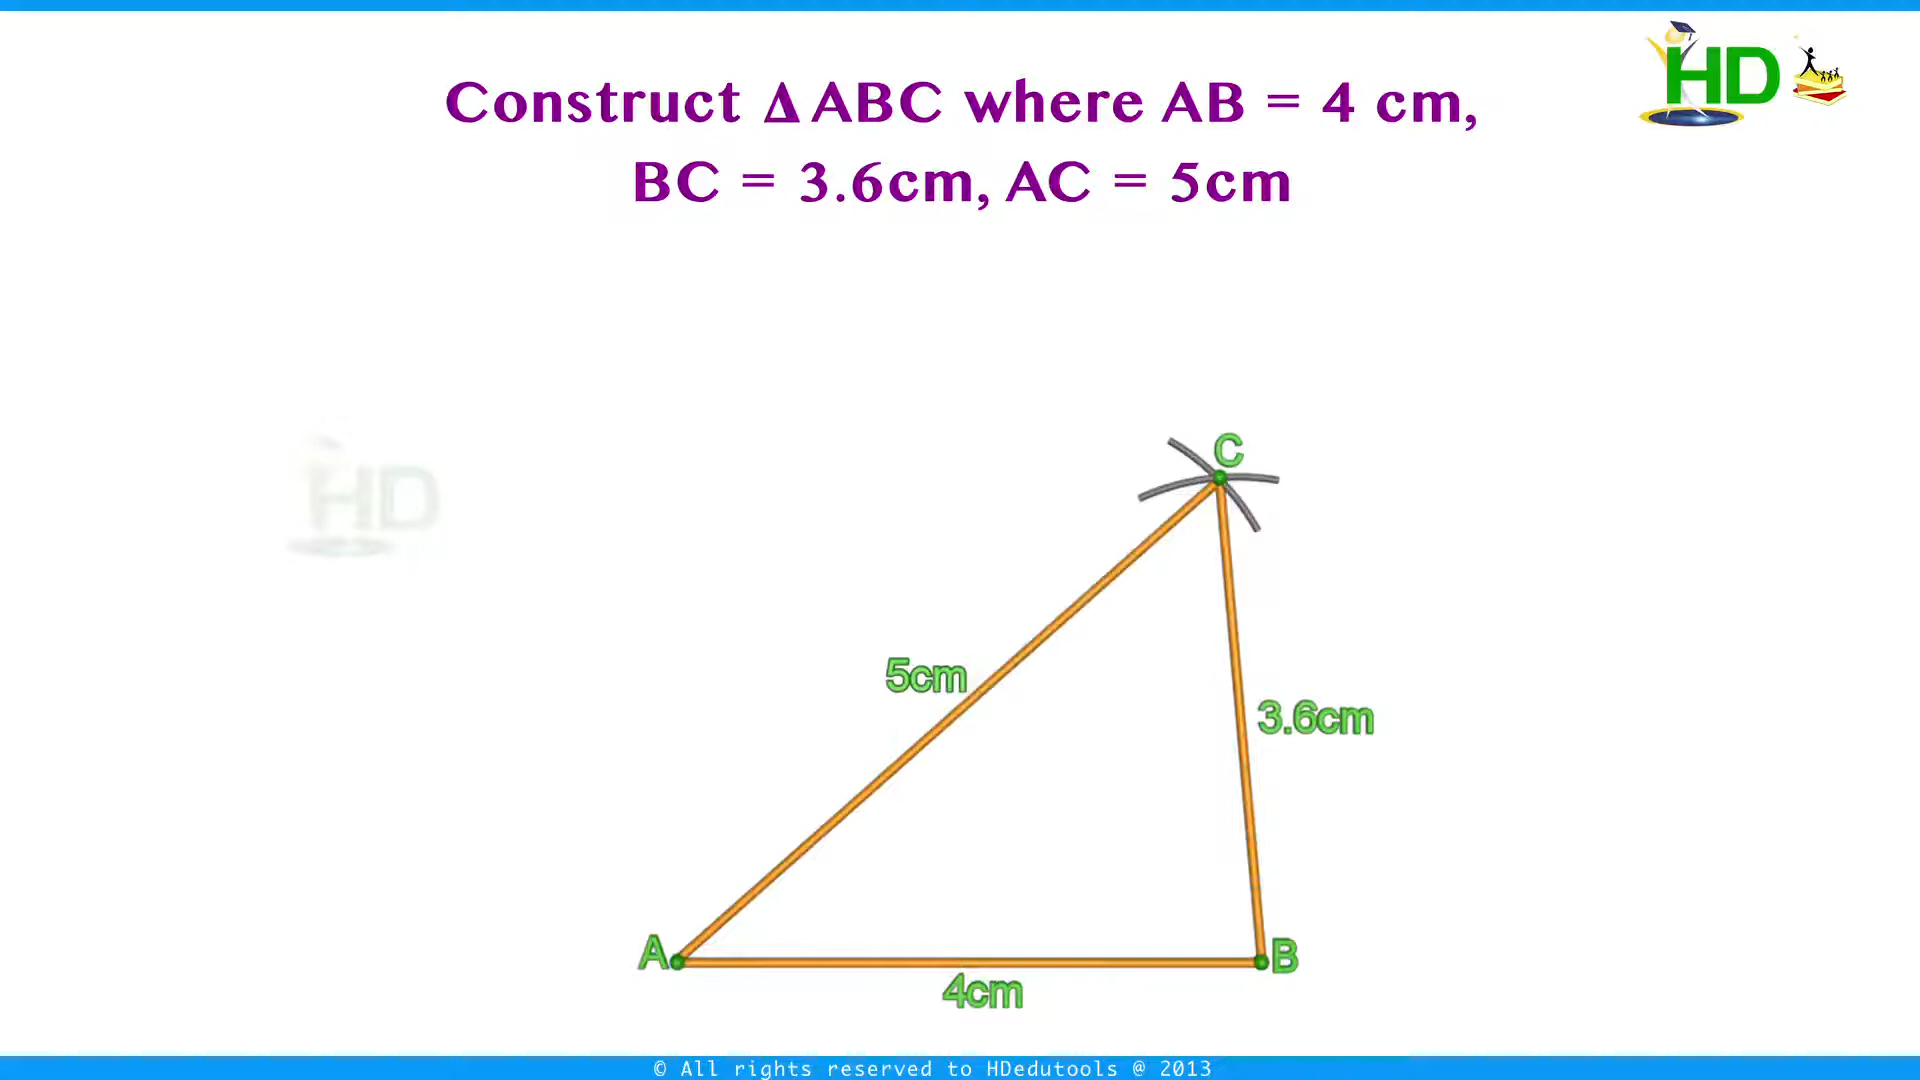 HD
Construct Δ ABC where AB = 4 cm,
BC = 3.6cm, AC = 5cm
C
HD
5cm
3.6cm
A
B
4cm
© All rights reserved to HDedutools @ 2013